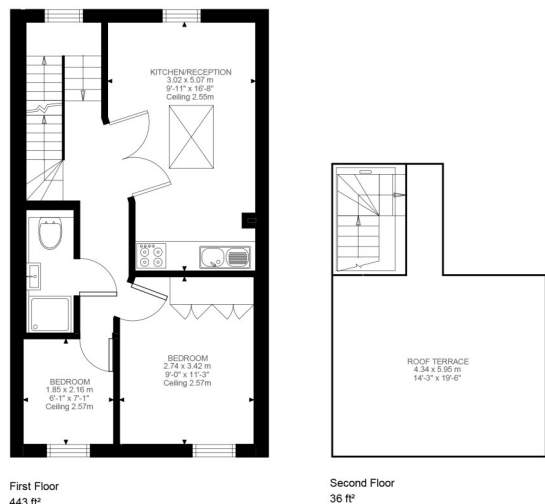 KITCHEN/RECEPTION
3.02 x 5.07 m
9'-11" x 16'-8"
Ceiling 2.55m
BEDROOM
2.74 x 3.42 m
9'-0" x 11'-3"
Ceiling 2.57m
BEDROOM
1.85 x 2.16 m
6'-1" x 7'-1"
Ceiling 2.57m
First Floor
443 ft²
ROOF TERRACE
4.34 x 5.95 m
14'-3" x 19'-6"
Second Floor
36 ft²